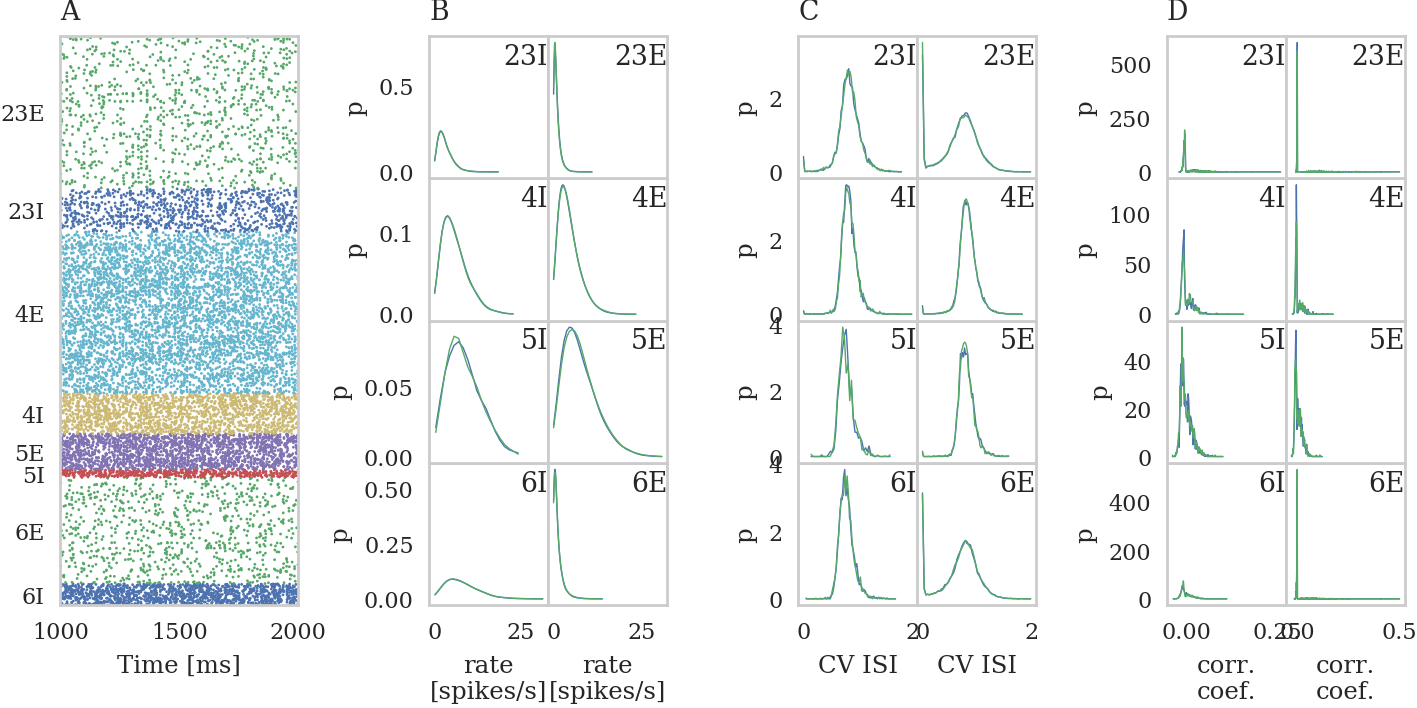 A
23E
23I
4E
4I
5E
5I
6E
6I
1000 1500 2000
Time [ms]
B
p 0.5 0.0 23I 23E
p 0.1 0.0 4I 4E
p 0.05 0.00 5I 5E
p 0.50 0.25 0.00 6I 6E
0 25 0 25
rate rate
[spikes/s] [spikes/s]
C
p 2 0 23I 23E
p 2 0 4I 4E
p 4 2 0 5I 5E
p 4 2 0 6I 6E
0 2 0 2
CV ISI CV ISI
D
p 500 250 0 23I 23E
p 100 50 0 4I 4E
p 40 20 0 5I 5E
p 400 200 0 6I 6E
0.00 0.25 0.0 0.5
corr. corr.
coef. coef.